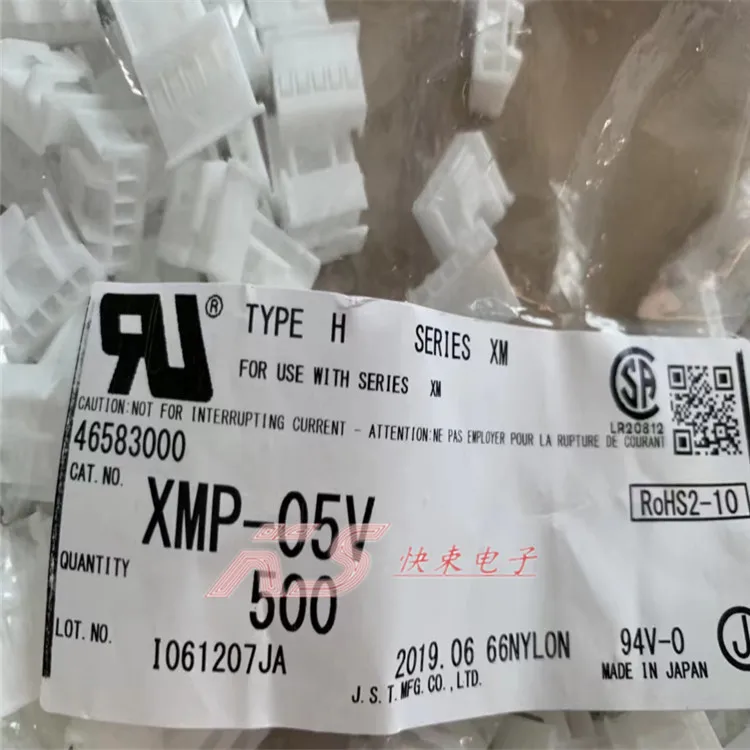 RU®
TYPE H SERIES XM
FOR USE WITH SERIES XM
CAUTION:NOT FOR INTERRUPTING CURRENT - ATTENTION:NE PAS EMPLOYER POUR LA RUPTURE DE COURANT
SA
LR20812
46583000
CAT. NO. XMP-05V
RoHS2-10
快束电子
QUANTITY 500
LOT. NO. I061207JA
2019.06 66NYLON 94V-0
J.S.T.MFG.CO.,LTD. MADE IN JAPAN